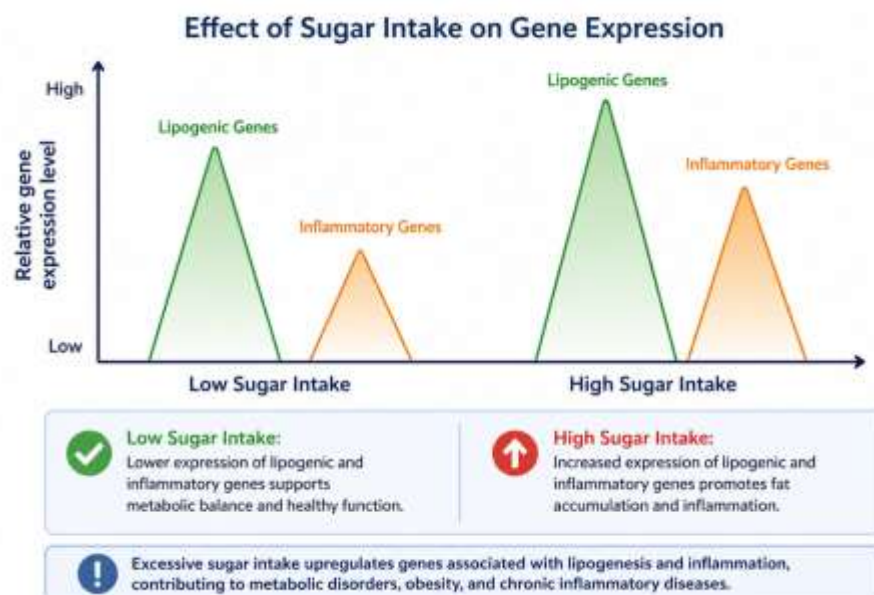 Effect of Sugar Intake on Gene Expression
High
Relative gene
expression level
Low
Lipogenic Genes
Inflammatory Genes
Lipogenic Genes
Inflammatory Genes
Low Sugar Intake
High Sugar Intake
Low Sugar Intake:
Lower expression of lipogenic and
inflammatory genes supports
metabolic balance and healthy function.
High Sugar Intake:
Increased expression of lipogenic and
inflammatory genes promotes fat
accumulation and inflammation.
Excessive sugar intake upregulates genes associated with lipogenesis and inflammation,
contributing to metabolic disorders, obesity, and chronic inflammatory diseases.